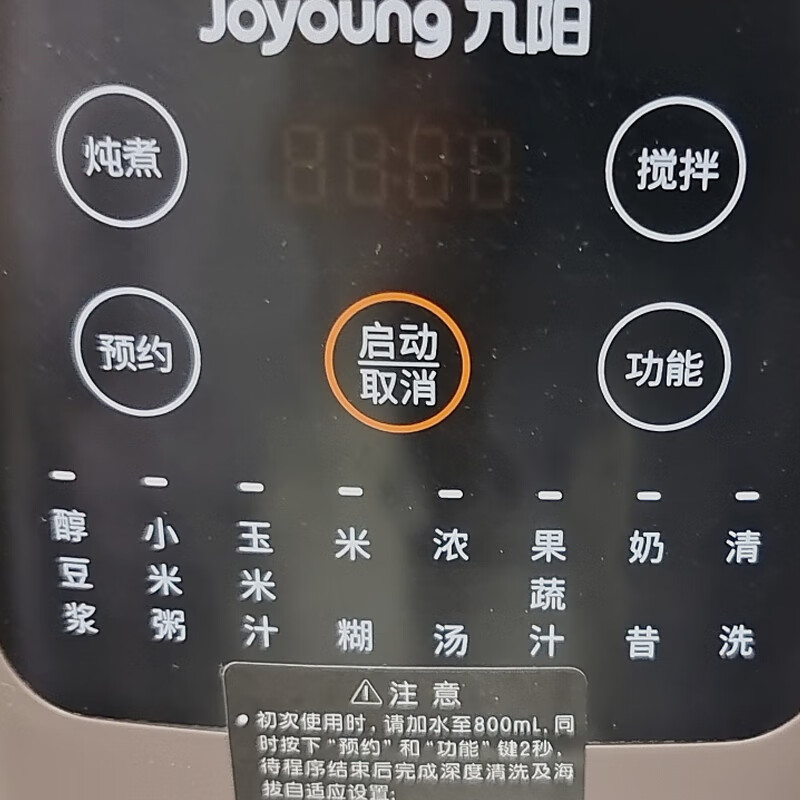 Joyoung 九阳
炖煮
搅拌
预约
启动
取消
功能
醇豆浆
小米粥
玉米汁
米糊
浓汤
果蔬汁
奶昔
清洗
⚠注意
• 初次使用时，请加水至800mL，同
时按下“预约”和“功能”键2秒，
待程序结束后完成深度清洗及海
拔自适应设置;